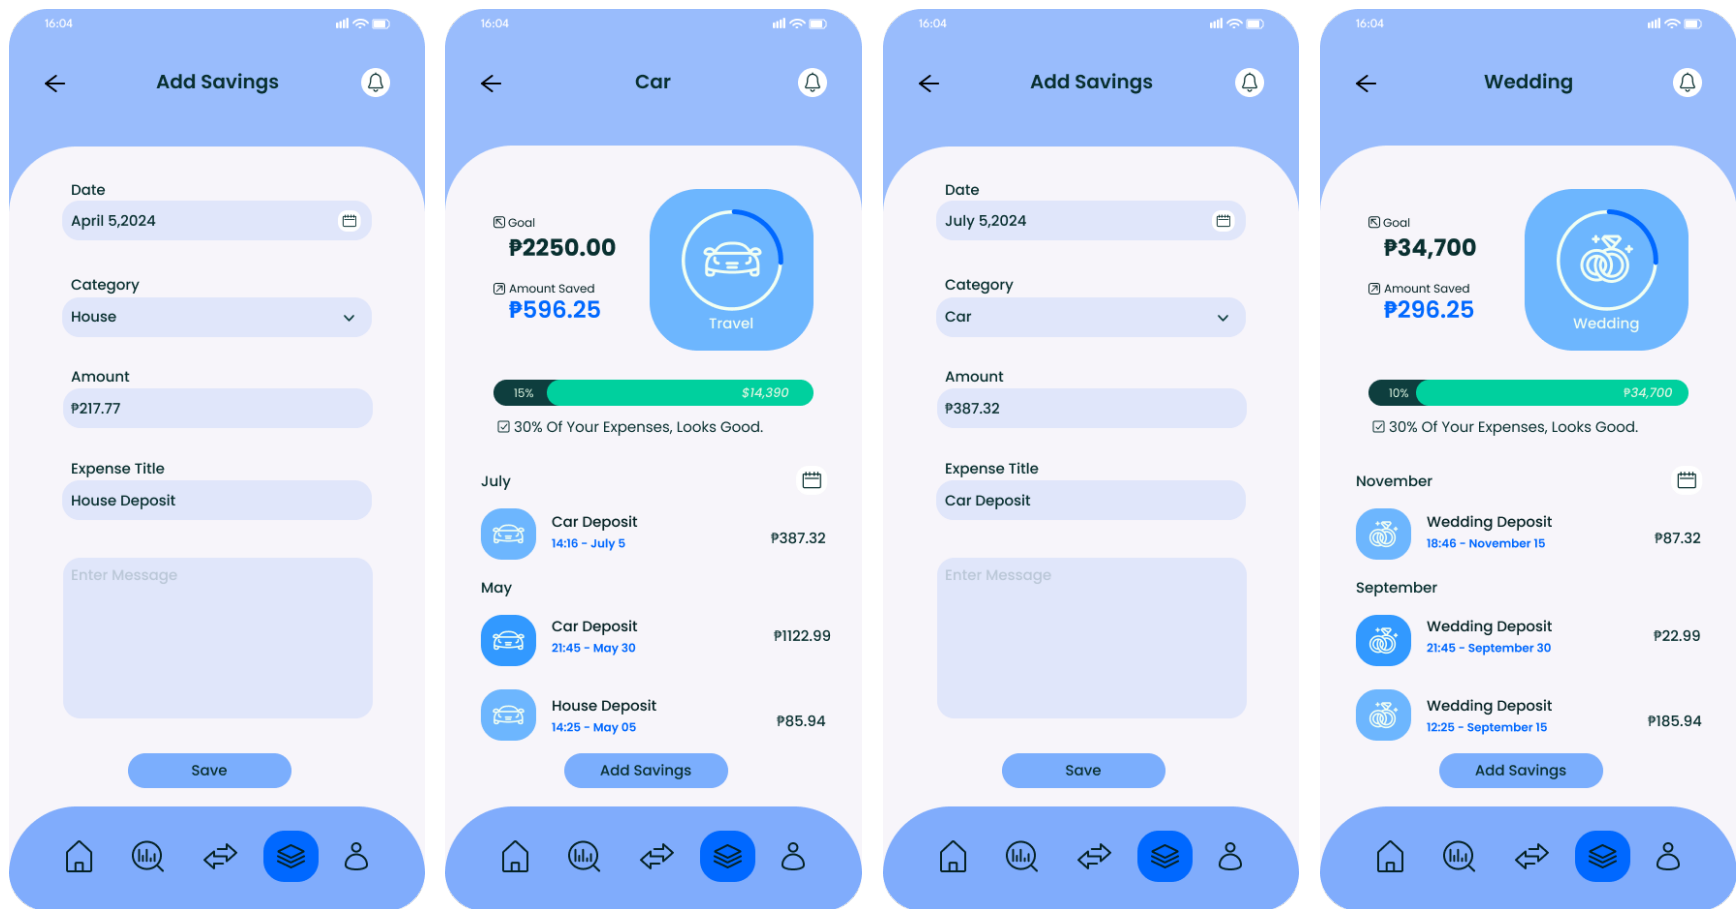 16:04
Add Savings
Date
April 5,2024
Category
House
Amount
₱217.77
Expense Title
House Deposit
Enter Message
Save
16:04
Car
Goal
₱2250.00
Amount Saved
₱596.25
Travel
15% $14,390
30% Of Your Expenses, Looks Good.
July
Car Deposit
14:16 - July 5
₱387.32
May
Car Deposit
21:45 - May 30
₱1122.99
House Deposit
14:25 - May 05
₱85.94
Add Savings
16:04
Add Savings
Date
July 5,2024
Category
Car
Amount
₱387.32
Expense Title
Car Deposit
Enter Message
Save
16:04
Wedding
Goal
₱34,700
Amount Saved
₱296.25
Wedding
10% ₱34,700
30% Of Your Expenses, Looks Good.
November
Wedding Deposit
18:46 - November 15
₱87.32
September
Wedding Deposit
21:45 - September 30
₱22.99
Wedding Deposit
12:25 - September 15
₱185.94
Add Savings